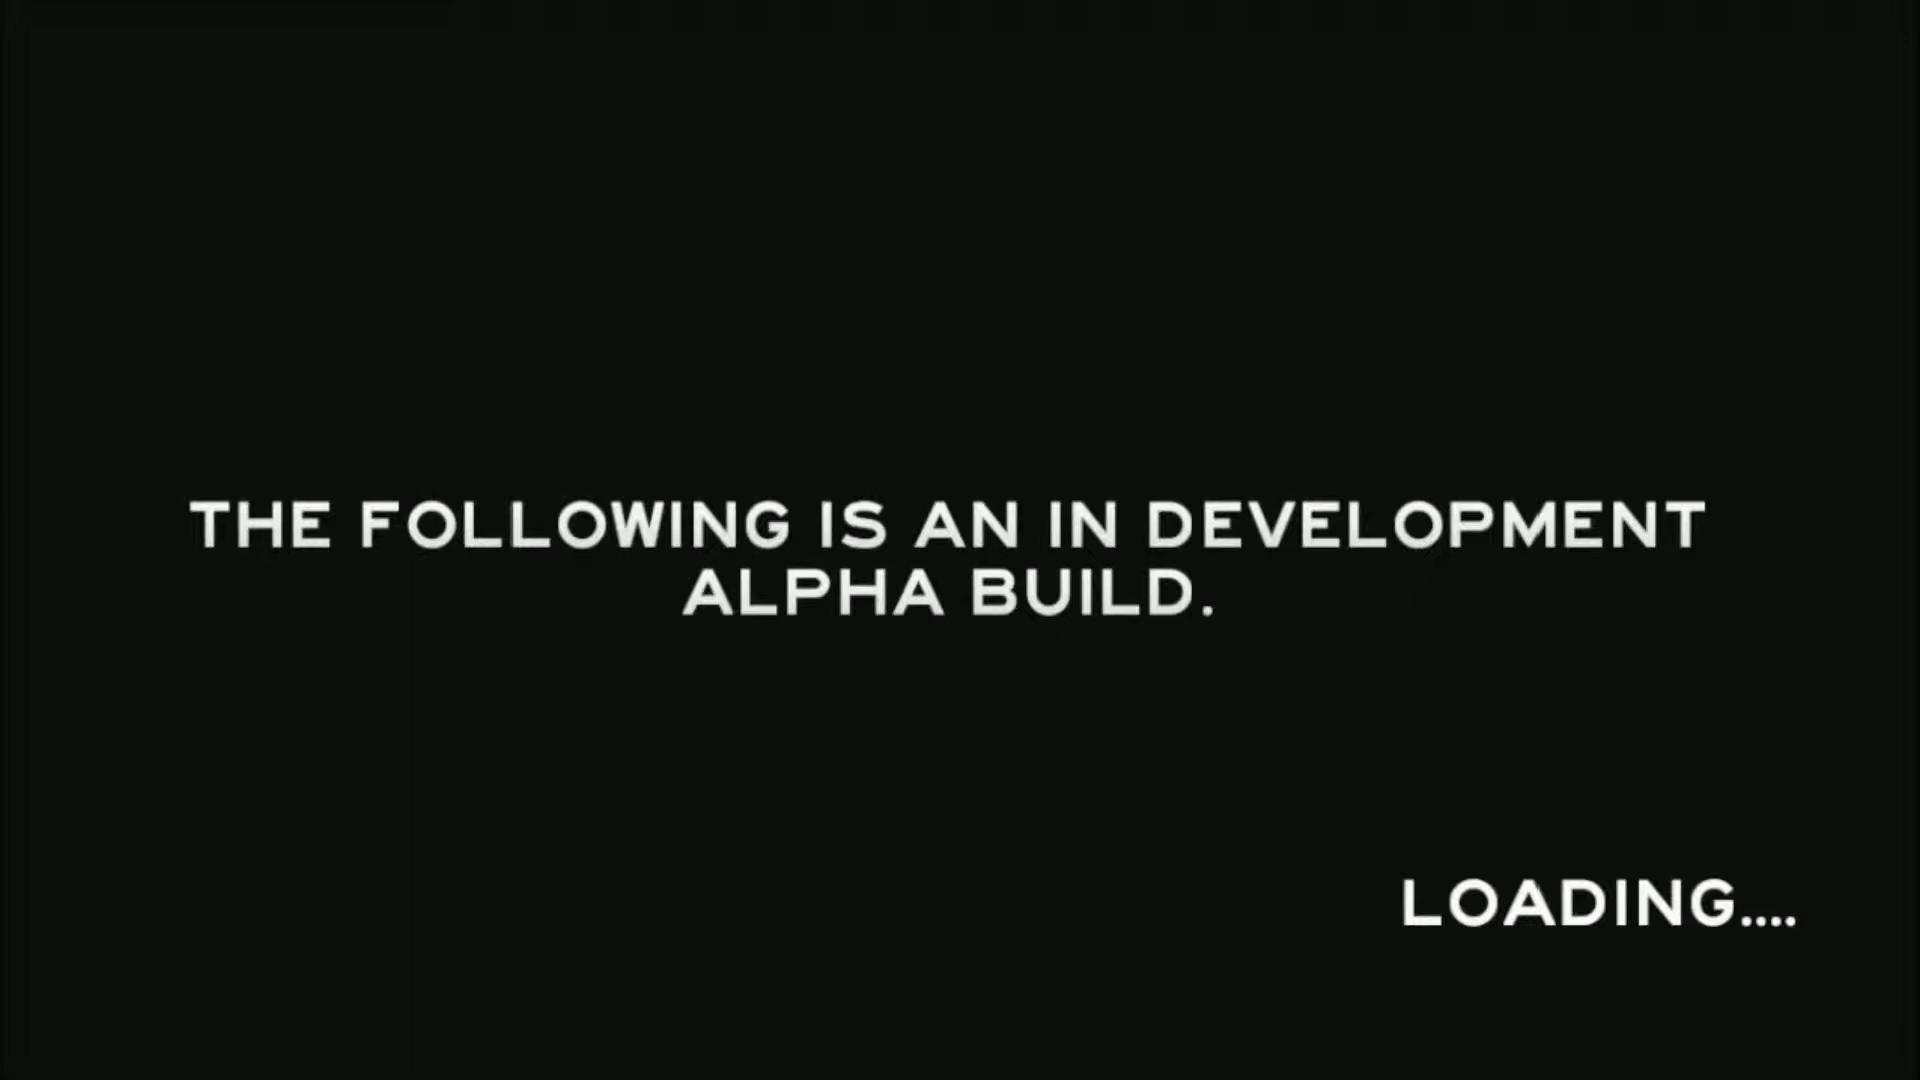 THE FOLLOWING IS AN IN DEVELOPMENT
ALPHA BUILD.
LOADING....